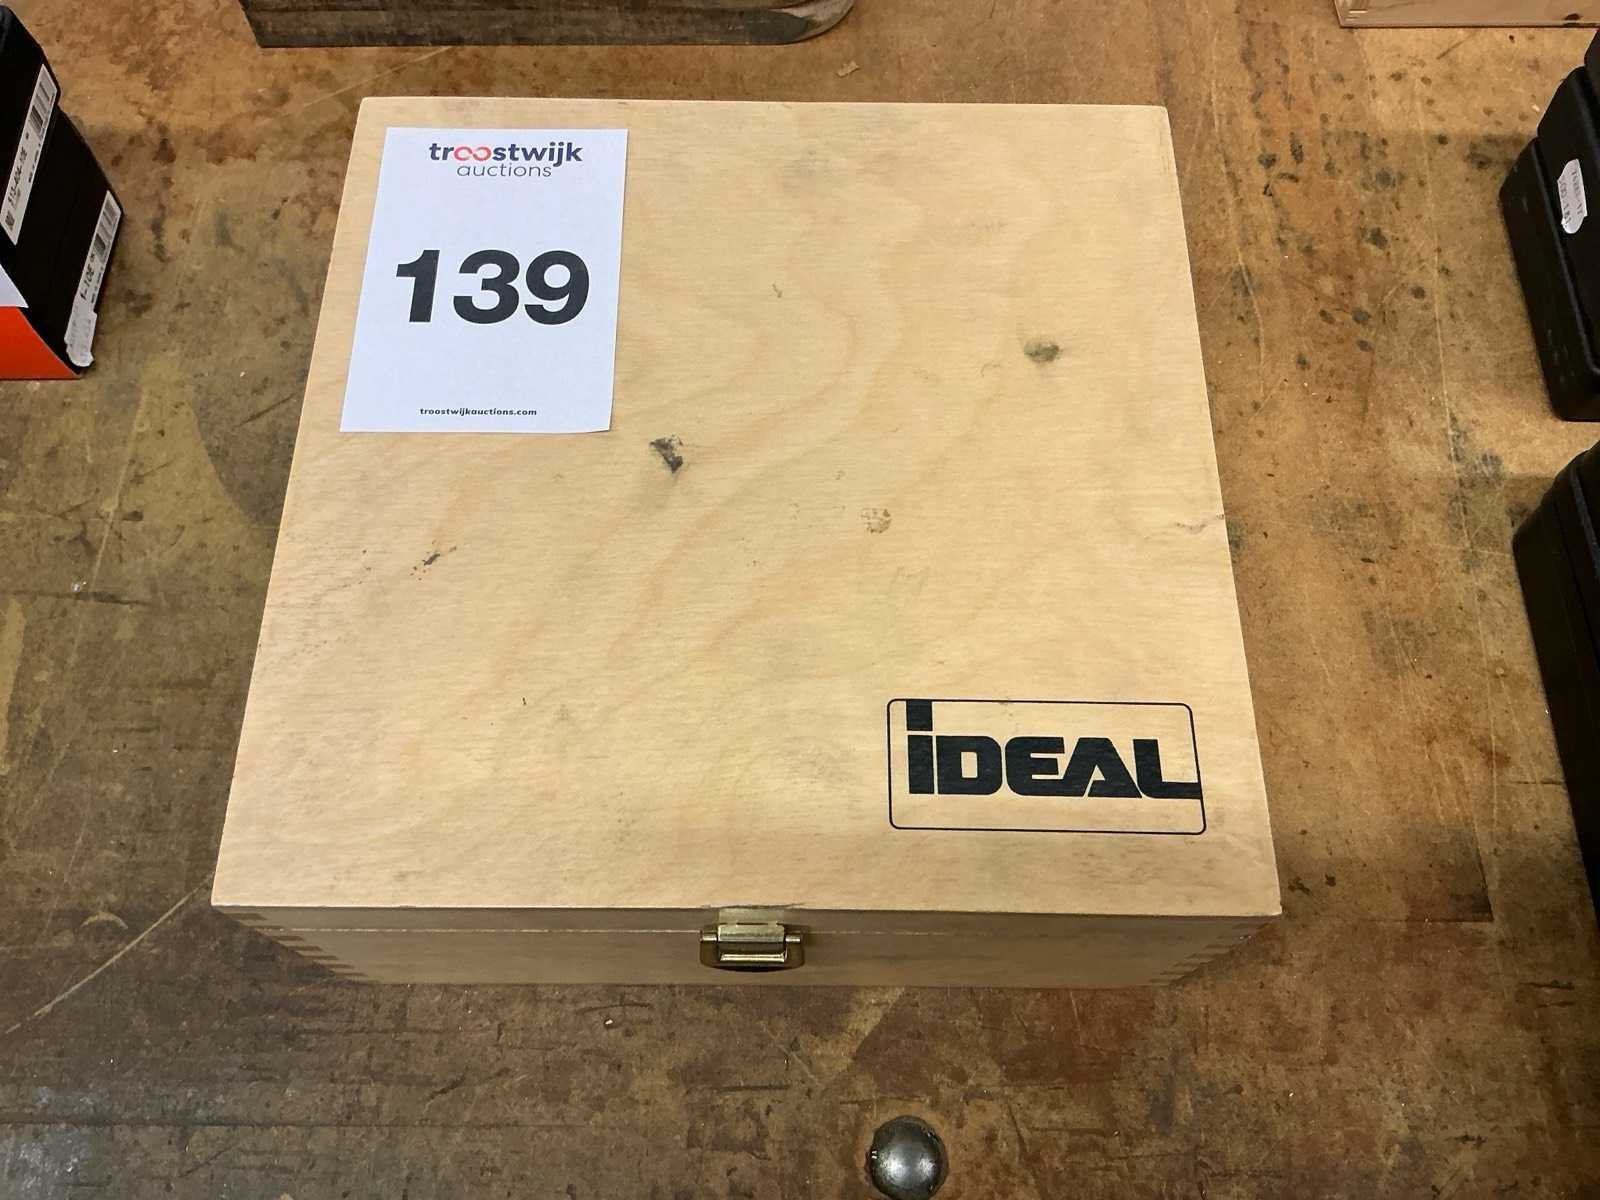 troostwijk
auctions
139
troostwijkauctions.com
iDEAL